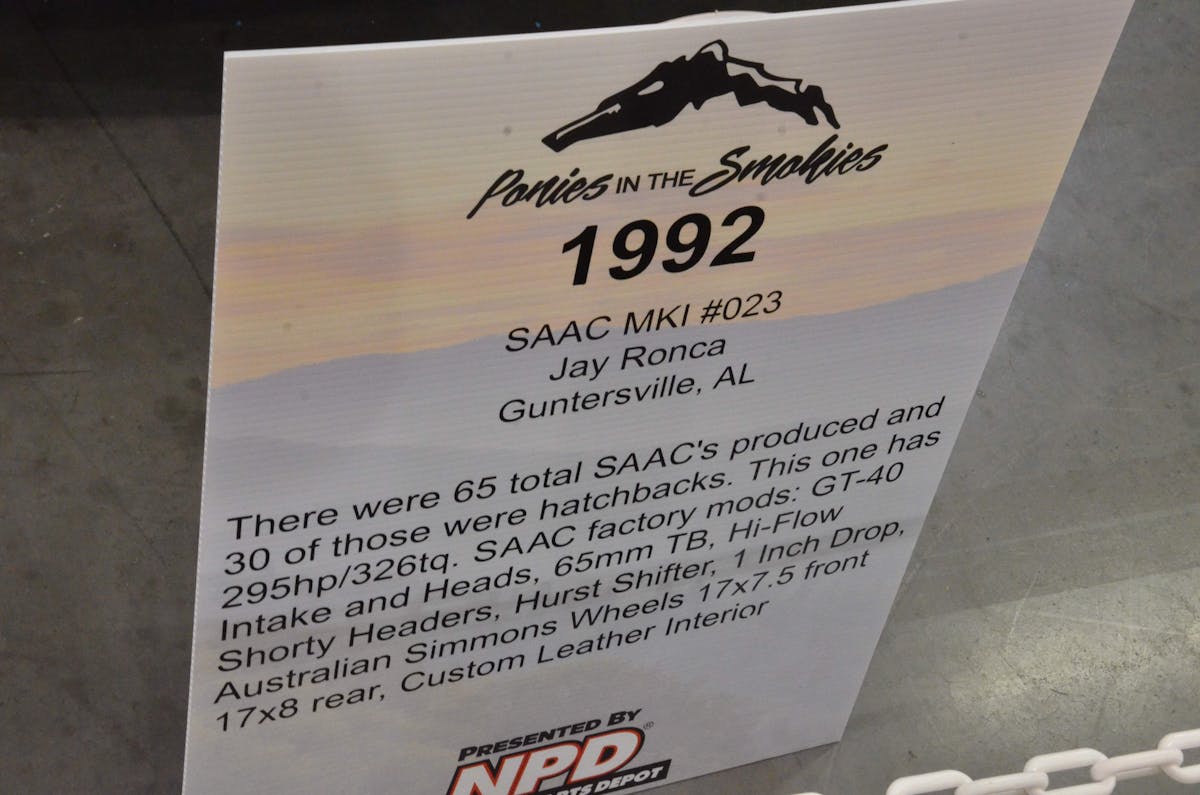 Ponies IN THE Smokies
1992
SAAC MKI #023
Jay Ronca
Guntersville, AL
There were 65 total SAAC's produced and
30 of those were hatchbacks. This one has
295hp/326tq. SAAC factory mods: GT-40
Intake and Heads, 65mm TB, Hi-Flow
Shorty Headers, Hurst Shifter, 1 Inch Drop,
Australian Simmons Wheels 17x7.5 front
17x8 rear, Custom Leather Interior
PRESENTED BY
NPD®
DEPOT